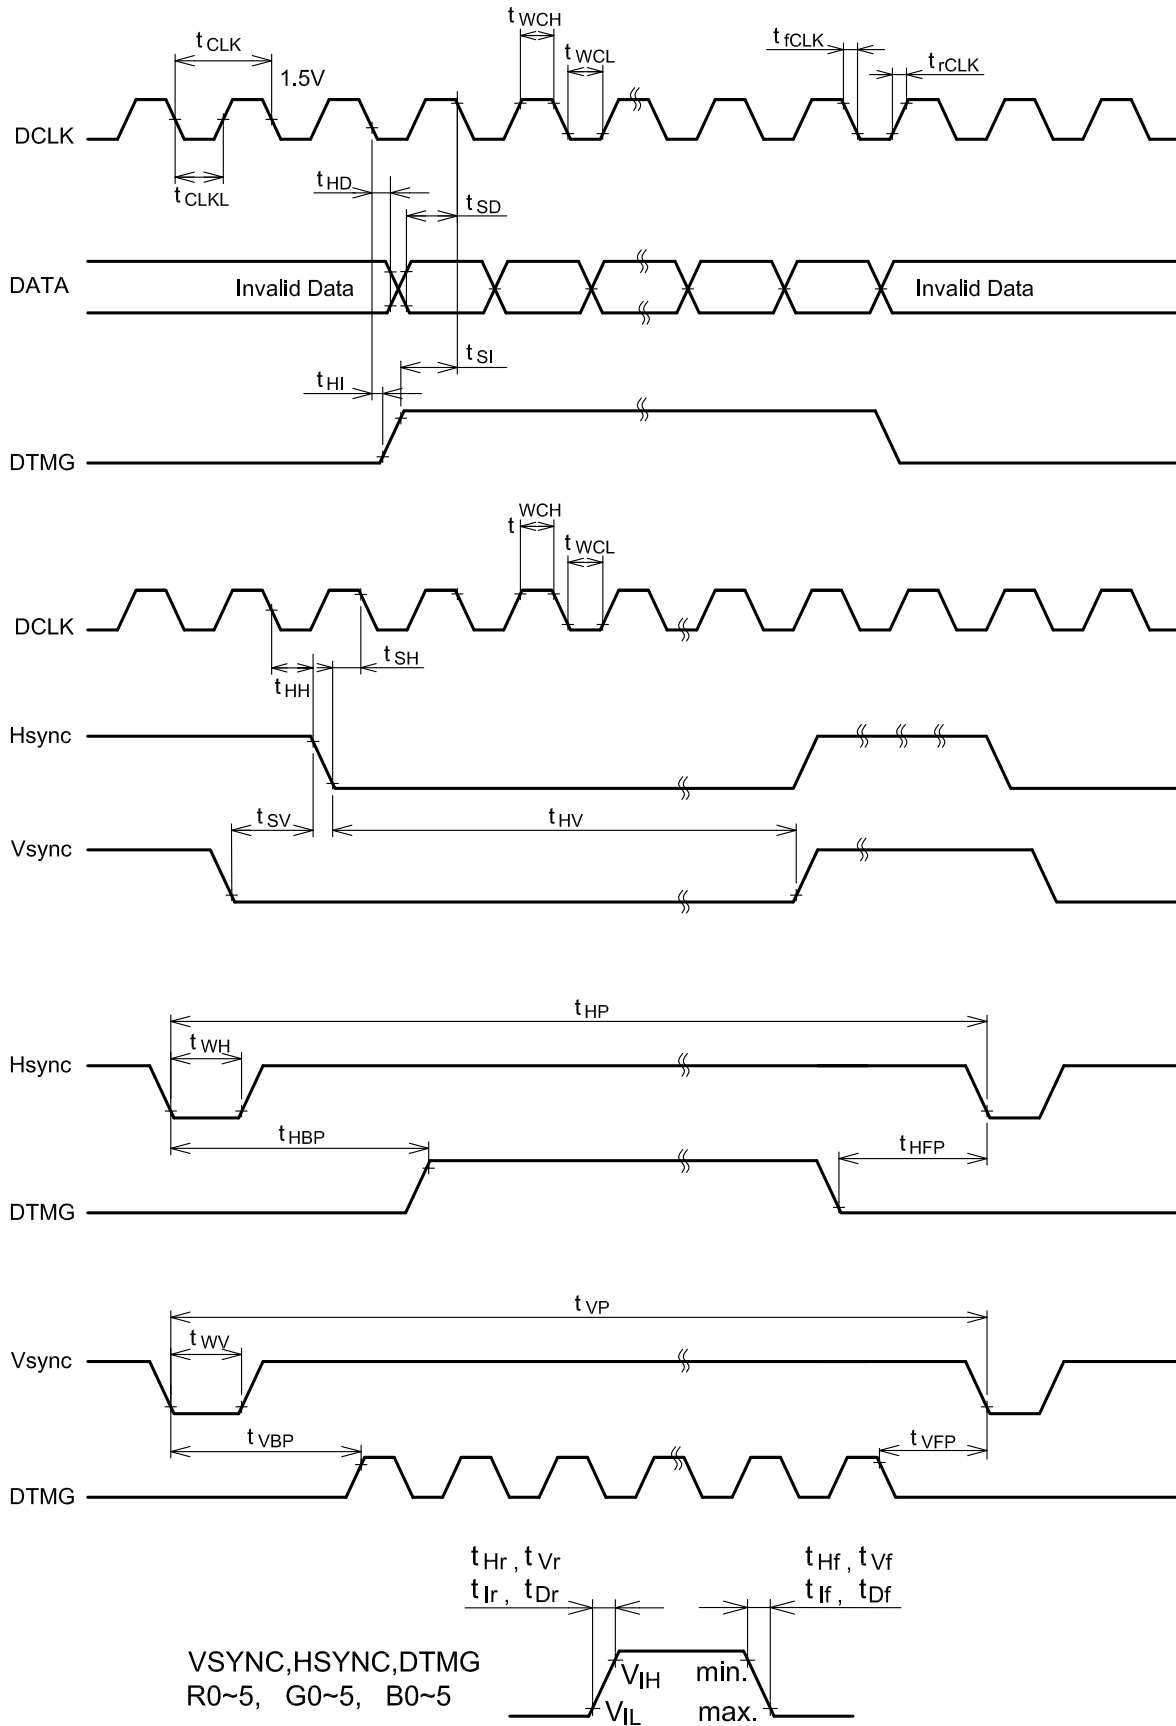 t WCH
t CLK
t WCL
t fCLK
t rCLK
1.5V
DCLK
t CLKL
t HD
t SD
DATA
Invalid Data
Invalid Data
t SI
t HI
DTMG
t WCH
t WCL
DCLK
t SH
t HH
Hsync
t SV
t HV
Vsync
t HP
t WH
Hsync
t HBP
t HFP
DTMG
t VP
t WV
Vsync
t VBP
t VFP
DTMG
t Hr , t Vr
t Hf , t Vf
t Ir , t Dr
t If , t Df
VSYNC,HSYNC,DTMG
VIH min.
R0~5, G0~5, B0~5
VIL max.